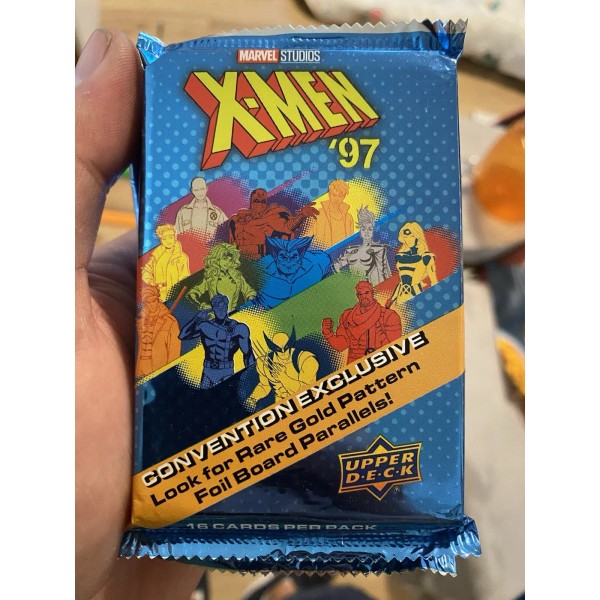 MARVEL STUDIOS
X-MEN
'97
CONVENTION EXCLUSIVE
Look for Rare Gold Pattern
Foil Board Parallels!
UPPER
D·E·C·K
16 CARDS PER PACK